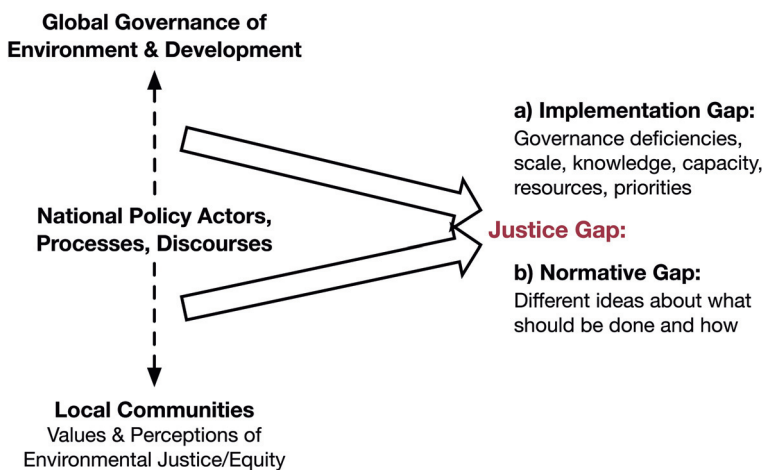 Global Governance of
Environment & Development
National Policy Actors,
Processes, Discourses
Local Communities
Values & Perceptions of
Environmental Justice/Equity
a) Implementation Gap:
Governance deficiencies,
scale, knowledge, capacity,
resources, priorities
Justice Gap:
b) Normative Gap:
Different ideas about what
should be done and how